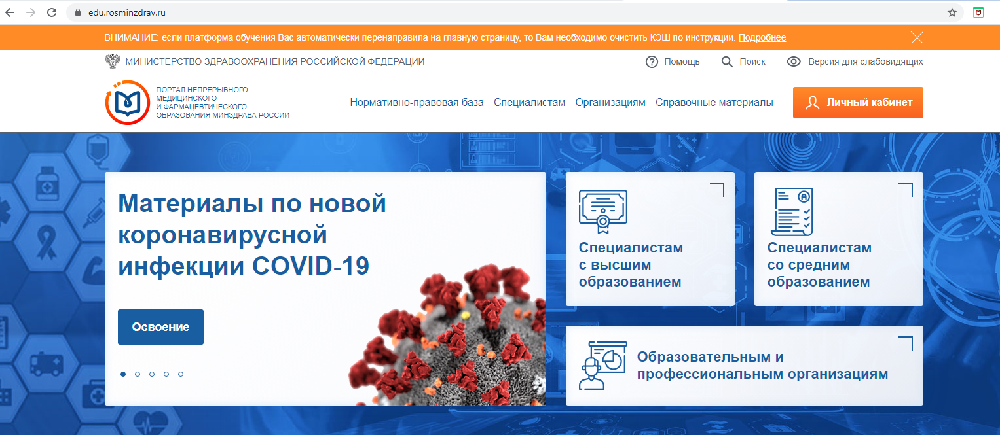 edu.rosminzdrav.ru
ВНИМАНИЕ: если платформа обучения Вас автоматически перенаправила на главную страницу, то Вам необходимо очистить КЭШ по инструкции. Подробнее
МИНИСТЕРСТВО ЗДРАВООХРАНЕНИЯ РОССИЙСКОЙ ФЕДЕРАЦИИ
Помощь
Поиск
Версия для слабовидящих
ПОРТАЛ НЕПРЕРЫВНОГО
МЕДИЦИНСКОГО
И ФАРМАЦЕВТИЧЕСКОГО
ОБРАЗОВАНИЯ МИНЗДРАВА РОССИИ
Нормативно-правовая база
Специалистам
Организациям
Справочные материалы
Личный кабинет
Материалы по новой
коронавирусной
инфекции COVID-19
Освоение
Специалистам
с высшим
образованием
Специалистам
со средним
образованием
Образовательным и
профессиональным организациям